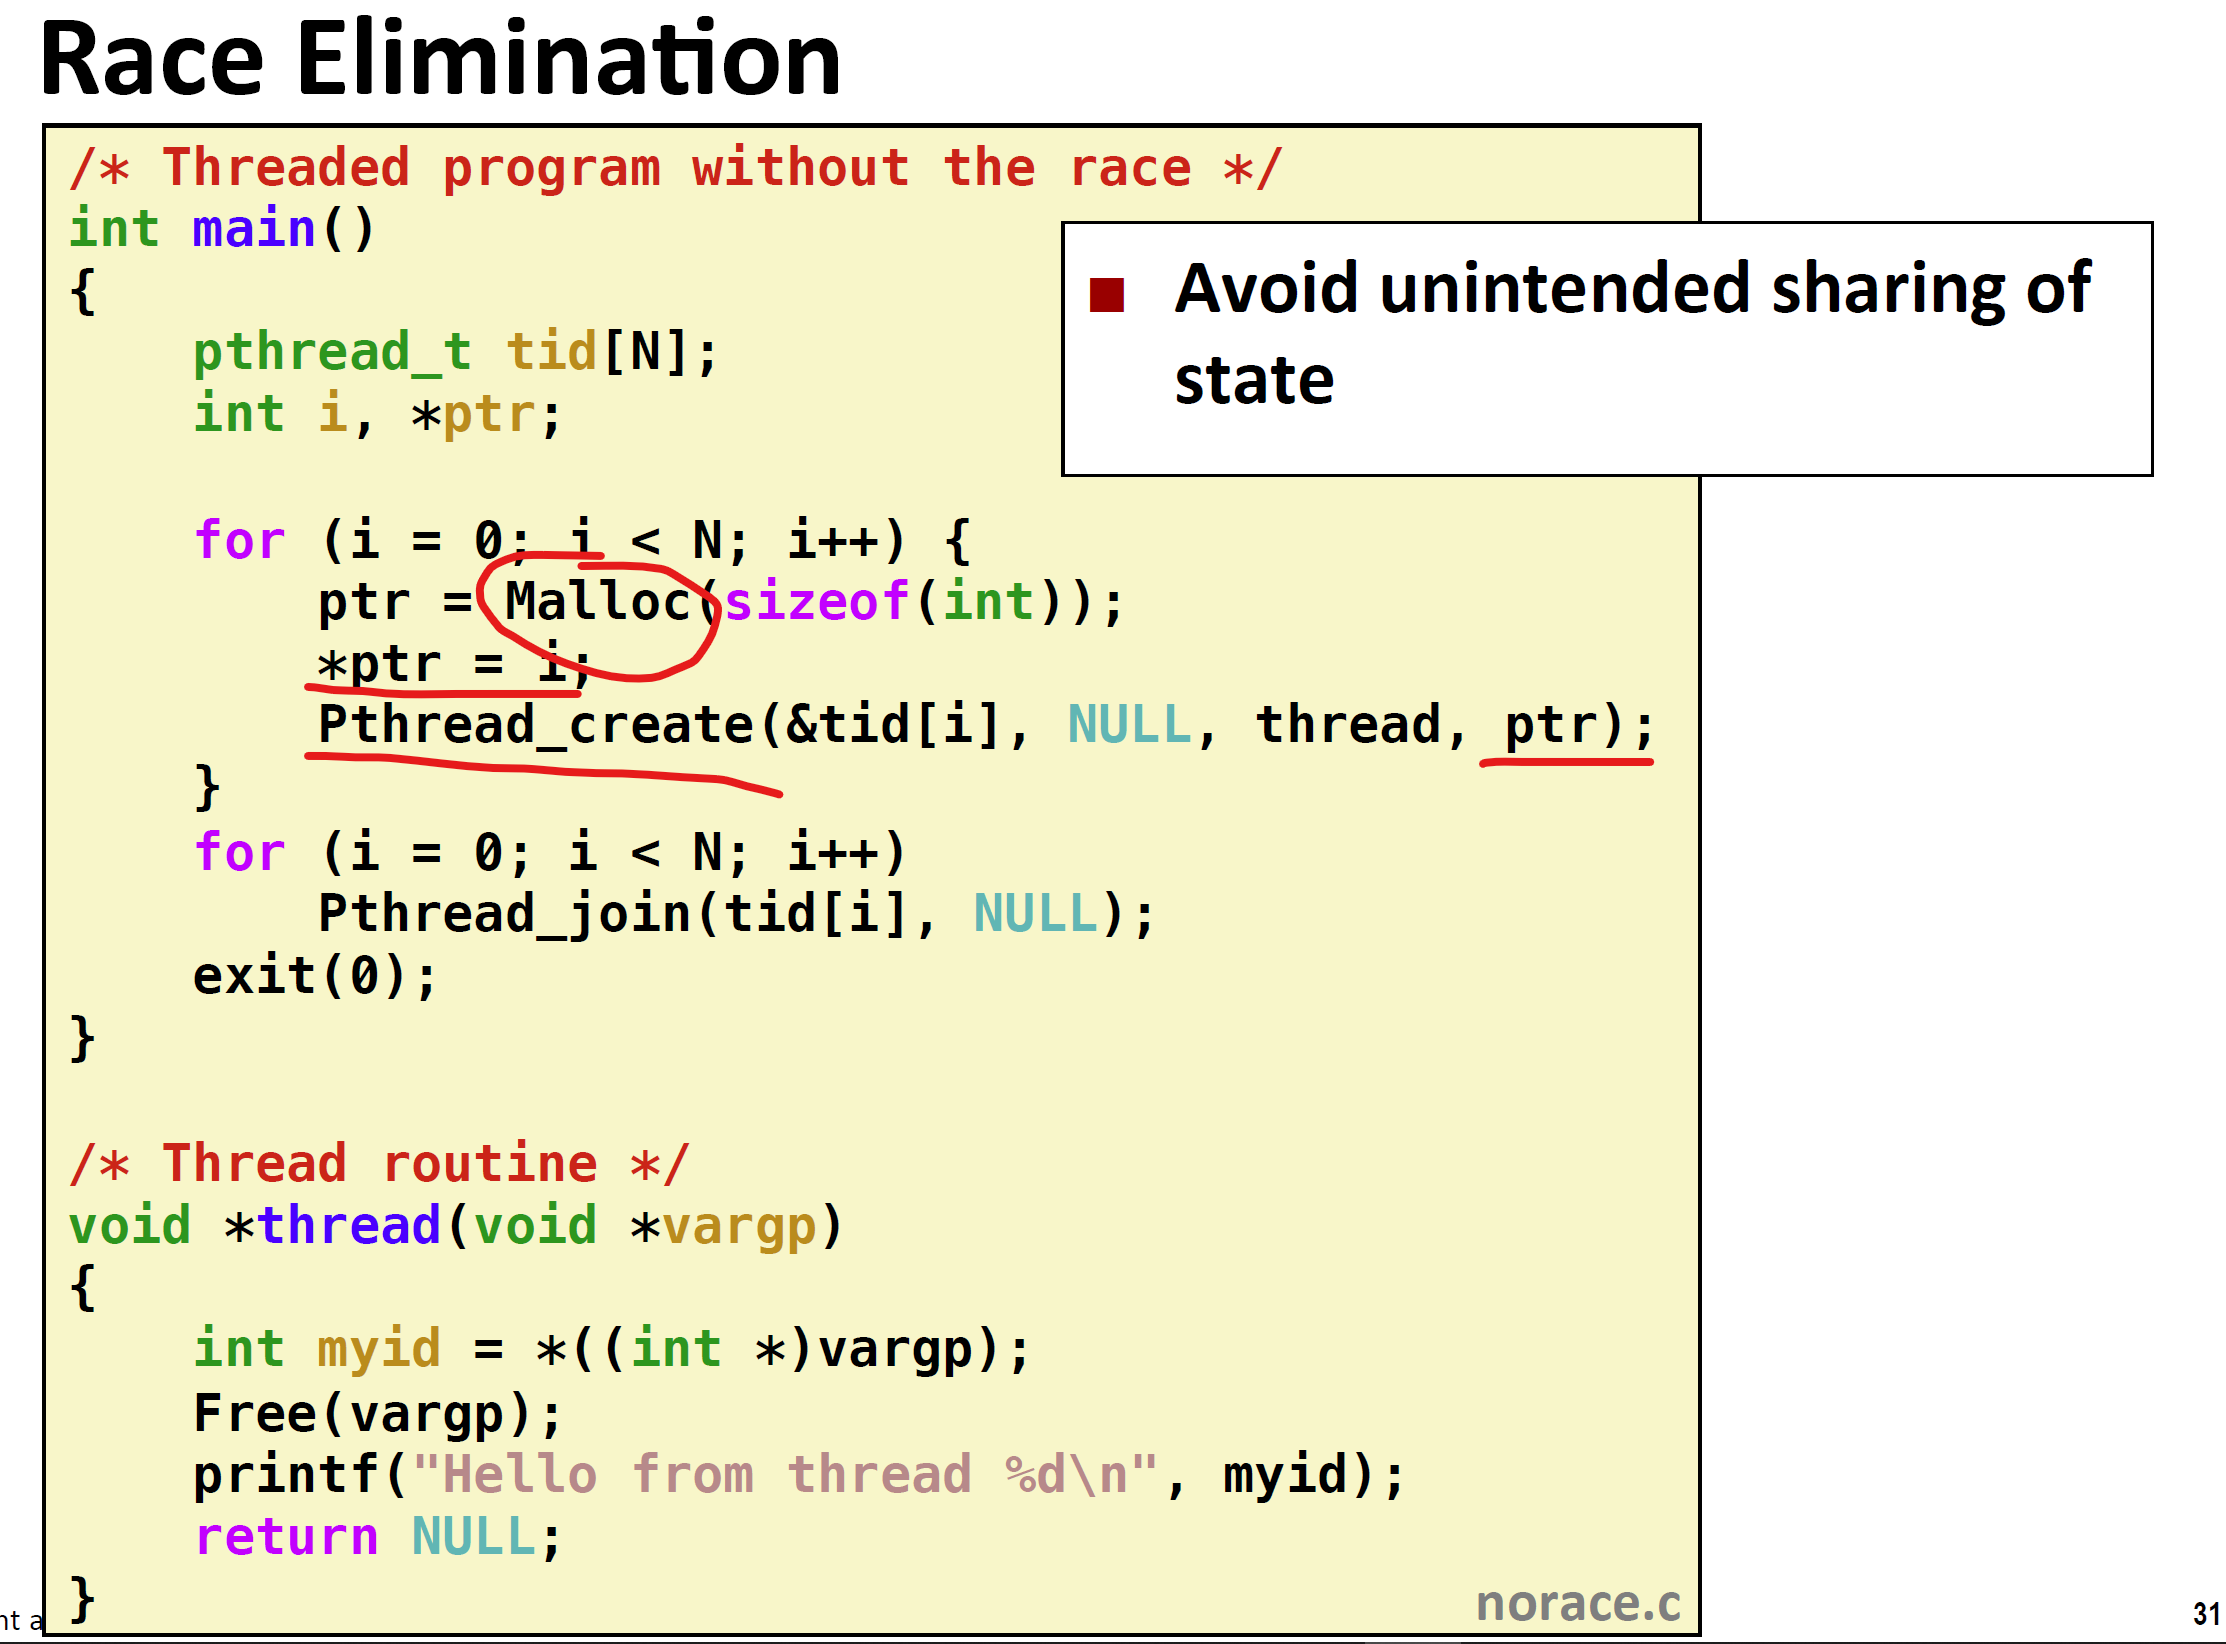 Race Elimination
/* Threaded program without the race */
int main()
{
    pthread_t tid[N];
    int i, *ptr;
■ Avoid unintended sharing of
state
    for (i = 0; i < N; i++) {
        ptr = Malloc(sizeof(int));
        *ptr = i;
        Pthread_create(&tid[i], NULL, thread, ptr);
    }
    for (i = 0; i < N; i++)
        Pthread_join(tid[i], NULL);
    exit(0);
}
/* Thread routine */
void *thread(void *vargp)
{
    int myid = *((int *)vargp);
    Free(vargp);
    printf("Hello from thread %d\n", myid);
    return NULL;
}
norace.c
31